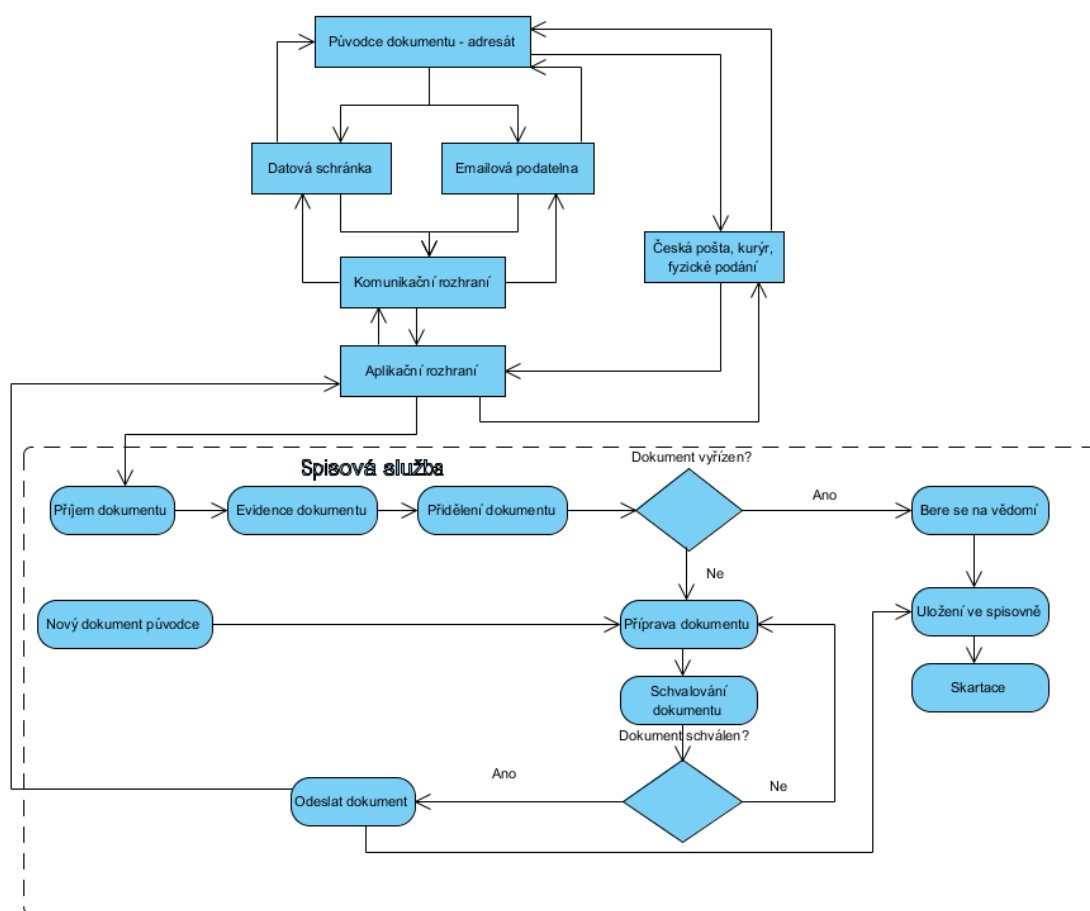 Původce dokumentu - adresát
Datová schránka
Emailová podatelna
Česká pošta, kurýr,
fyzické podání
Komunikační rozhraní
Aplikační rozhraní
Spisová služba
Dokument vyřízen?
Příjem dokumentu
Evidence dokumentu
Přidělení dokumentu
Ano
Bere se na vědomí
Ne
Nový dokument původce
Příprava dokumentu
Uložení ve spisovně
Schvalování
dokumentu
Skartace
Dokument schválen?
Ano
Ne
Odeslat dokument